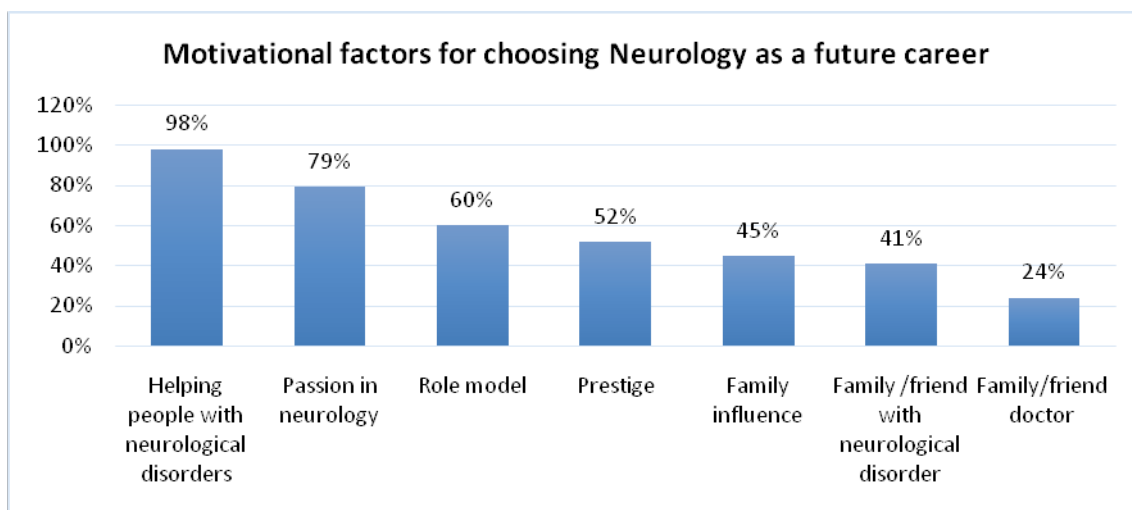 Motivational factors for choosing Neurology as a future career
120%
100%
80%
60%
40%
20%
0%
98%
79%
60%
52%
45%
41%
24%
Helping
people with
neurological
disorders
Passion in
neurology
Role model
Prestige
Family
influence
Family /friend
with
neurological
disorder
Family/friend
doctor